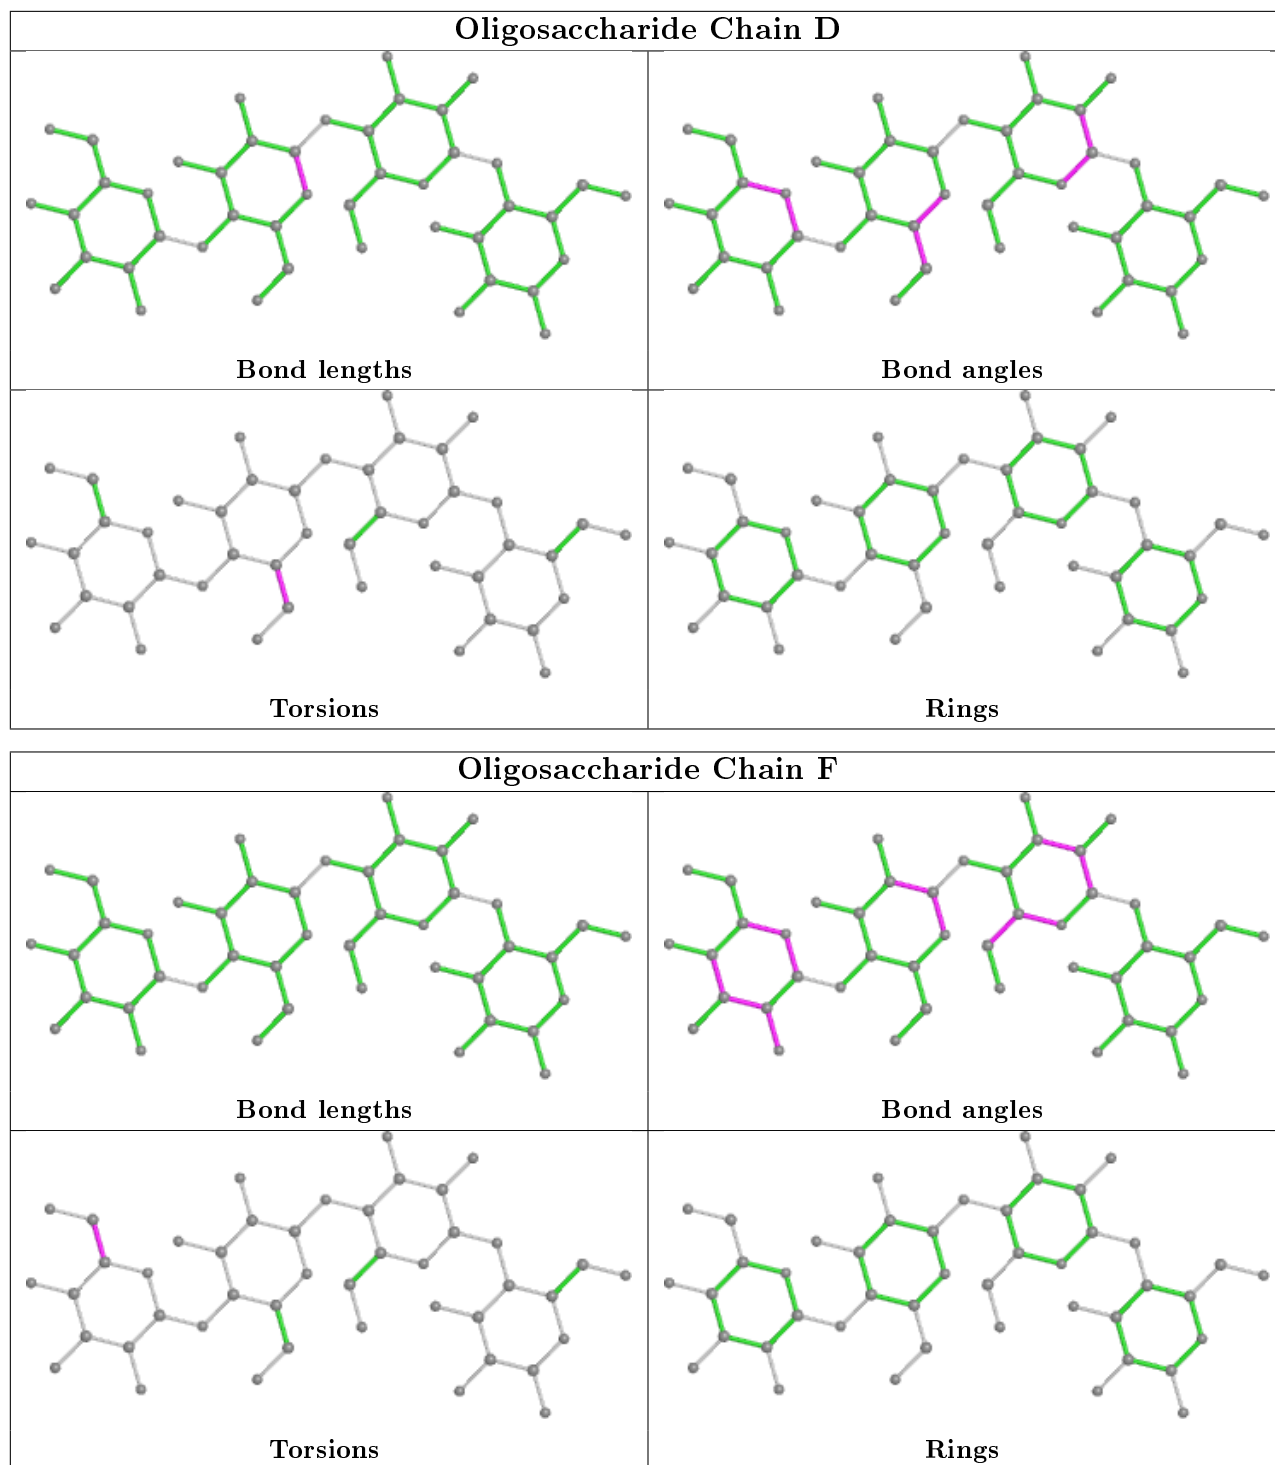 Oligosaccharide Chain D
Bond lengths
Bond angles
Torsions
Rings
Oligosaccharide Chain F
Bond lengths
Bond angles
Torsions
Rings